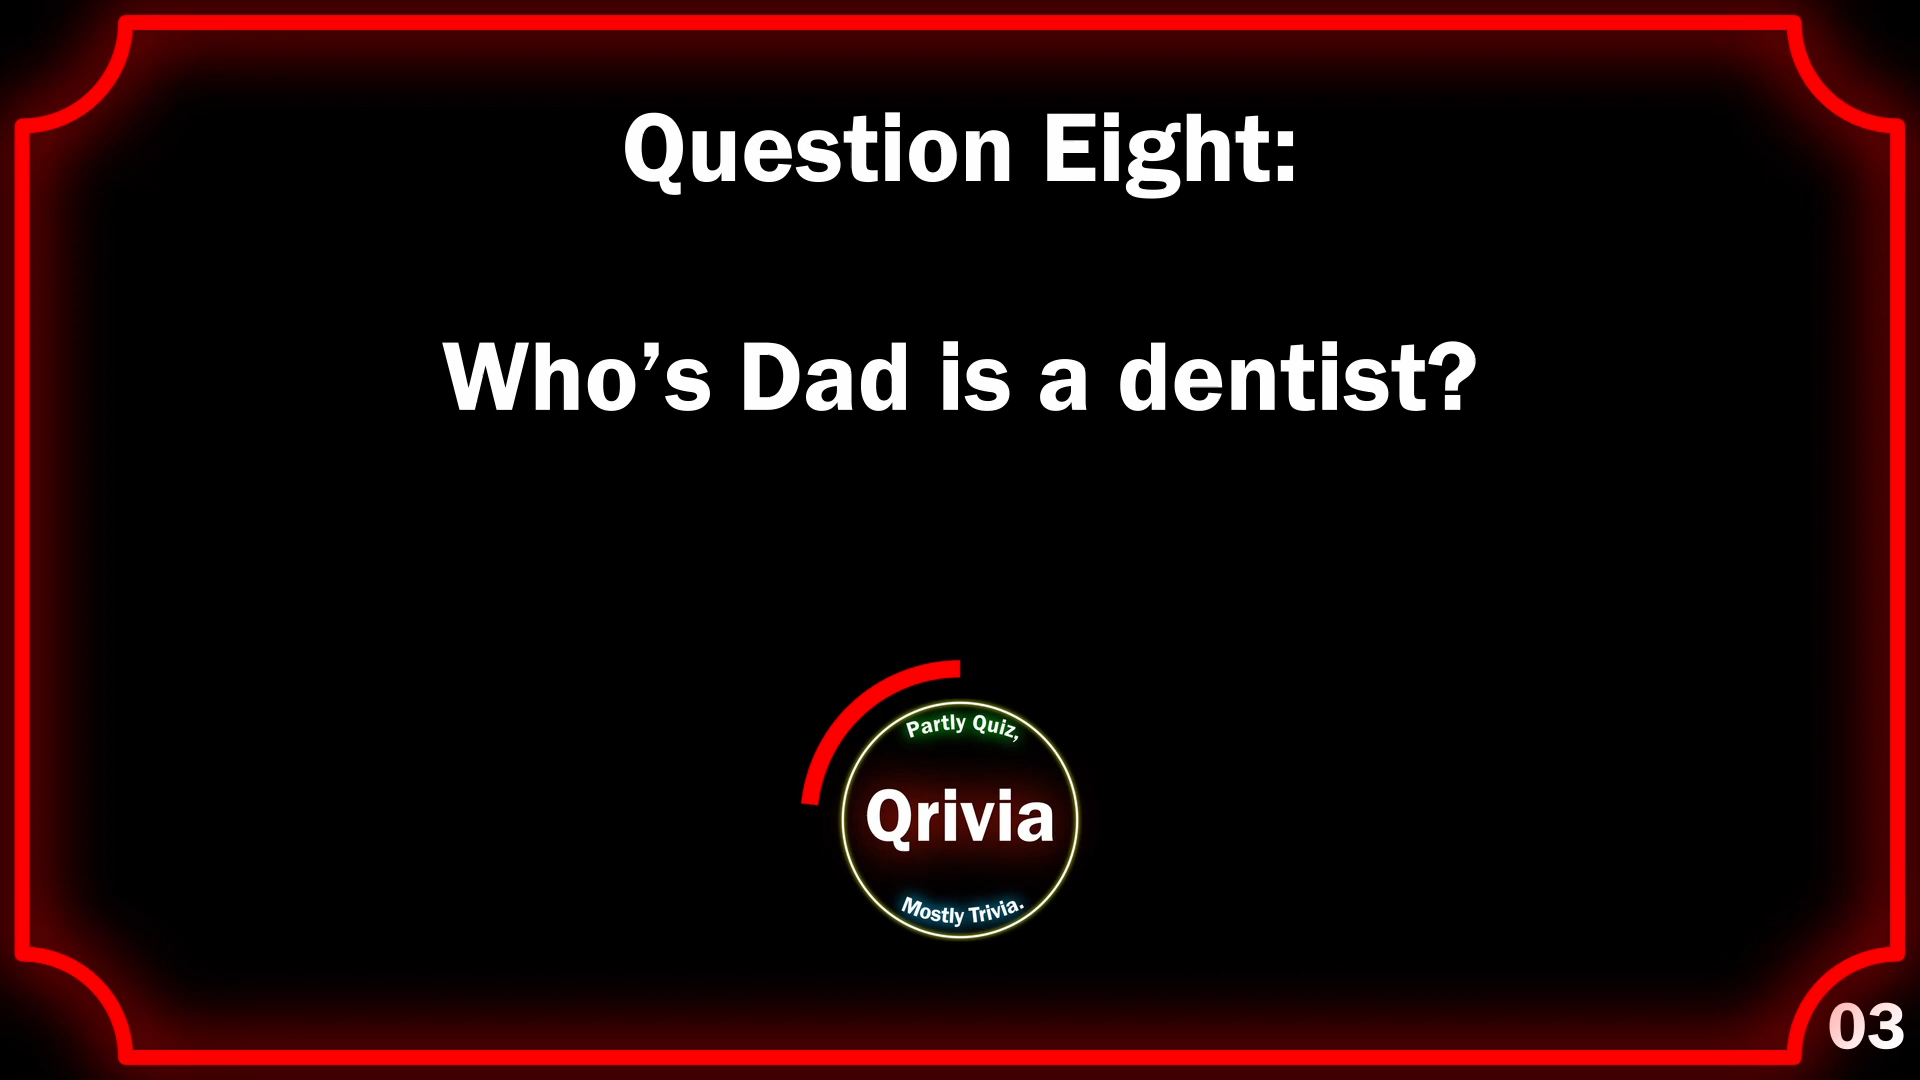 Question Eight:
Who’s Dad is a dentist?
Partly Quiz,
Qrivia
Mostly Trivia.
03